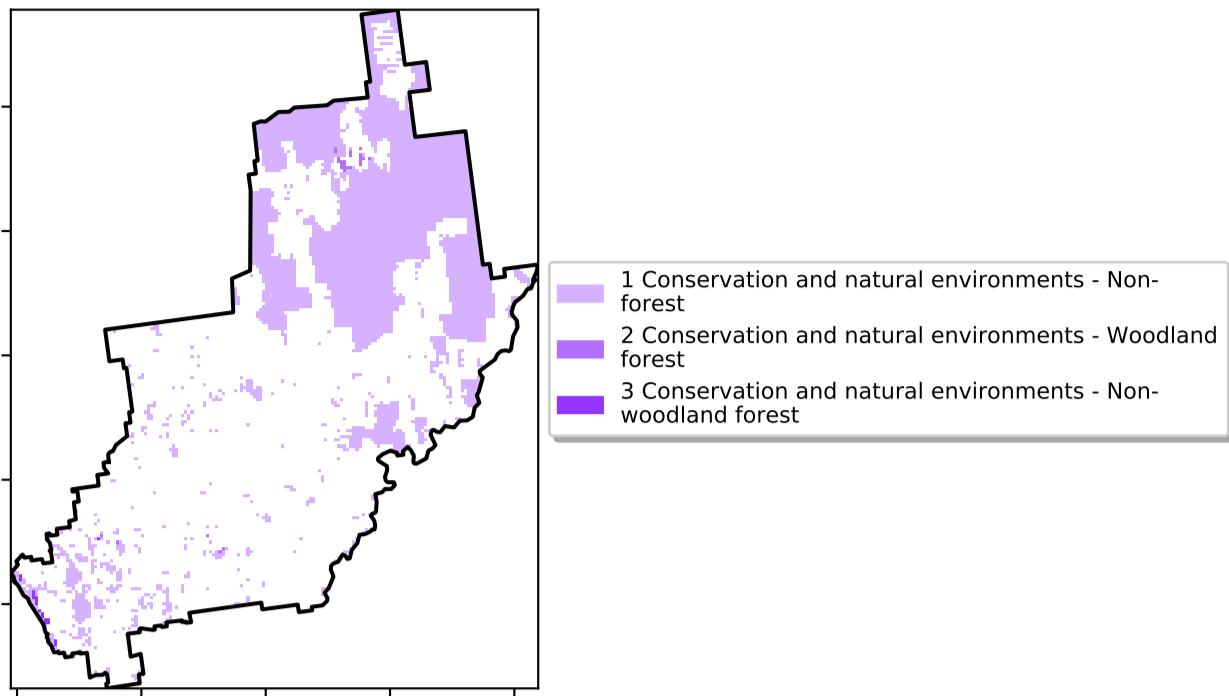 1 Conservation and natural environments - Non-
forest
2 Conservation and natural environments - Woodland
forest
3 Conservation and natural environments - Non-
woodland forest